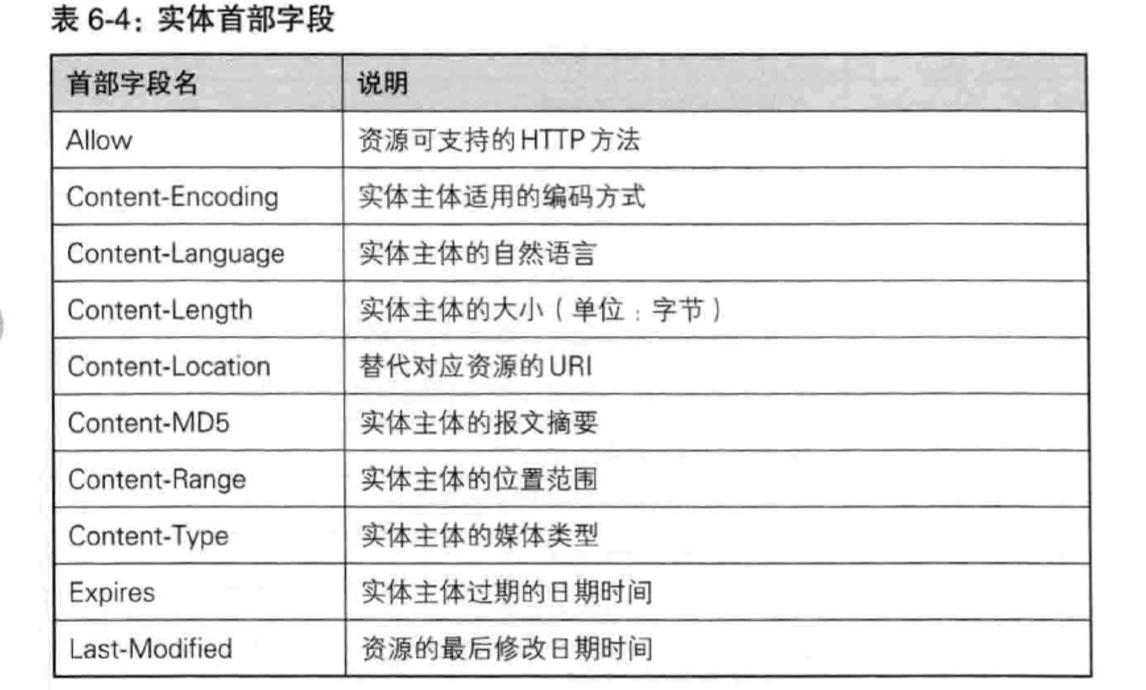 表 6-4：实体首部字段
首部字段名 说明
Allow 资源可支持的HTTP方法
Content-Encoding 实体主体适用的编码方式
Content-Language 实体主体的自然语言
Content-Length 实体主体的大小（单位：字节）
Content-Location 替代对应资源的URI
Content-MD5 实体主体的报文摘要
Content-Range 实体主体的位置范围
Content-Type 实体主体的媒体类型
Expires 实体主体过期的日期时间
Last-Modified 资源的最后修改日期时间